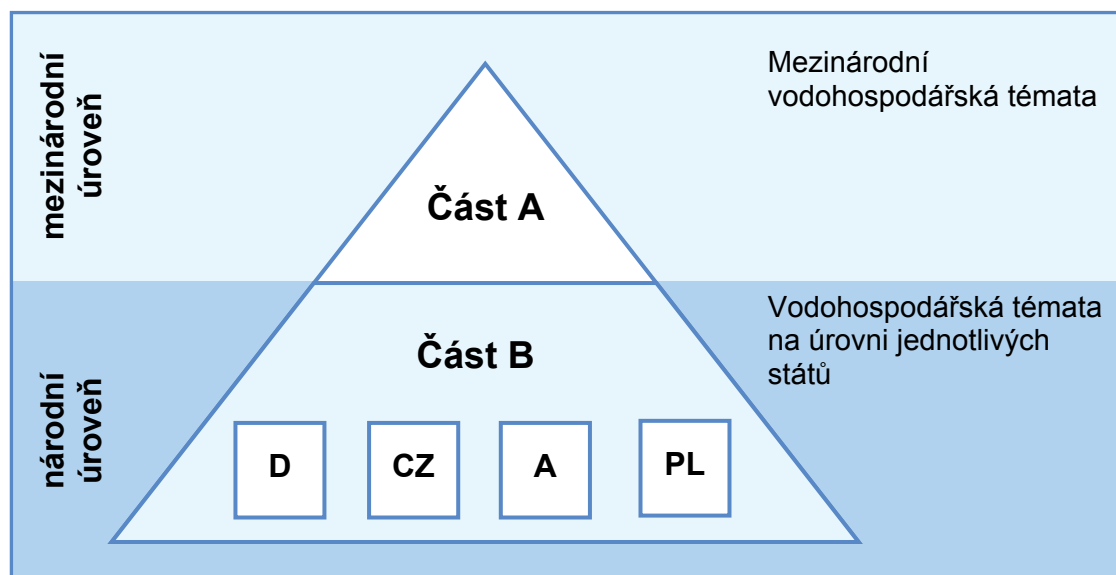 mezinárodní
úroveň
Mezinárodní
vodohospodářská témata
Část A
národní
úroveň
Vodohospodářská témata
na úrovni jednotlivých
států
Část B
D
CZ
A
PL